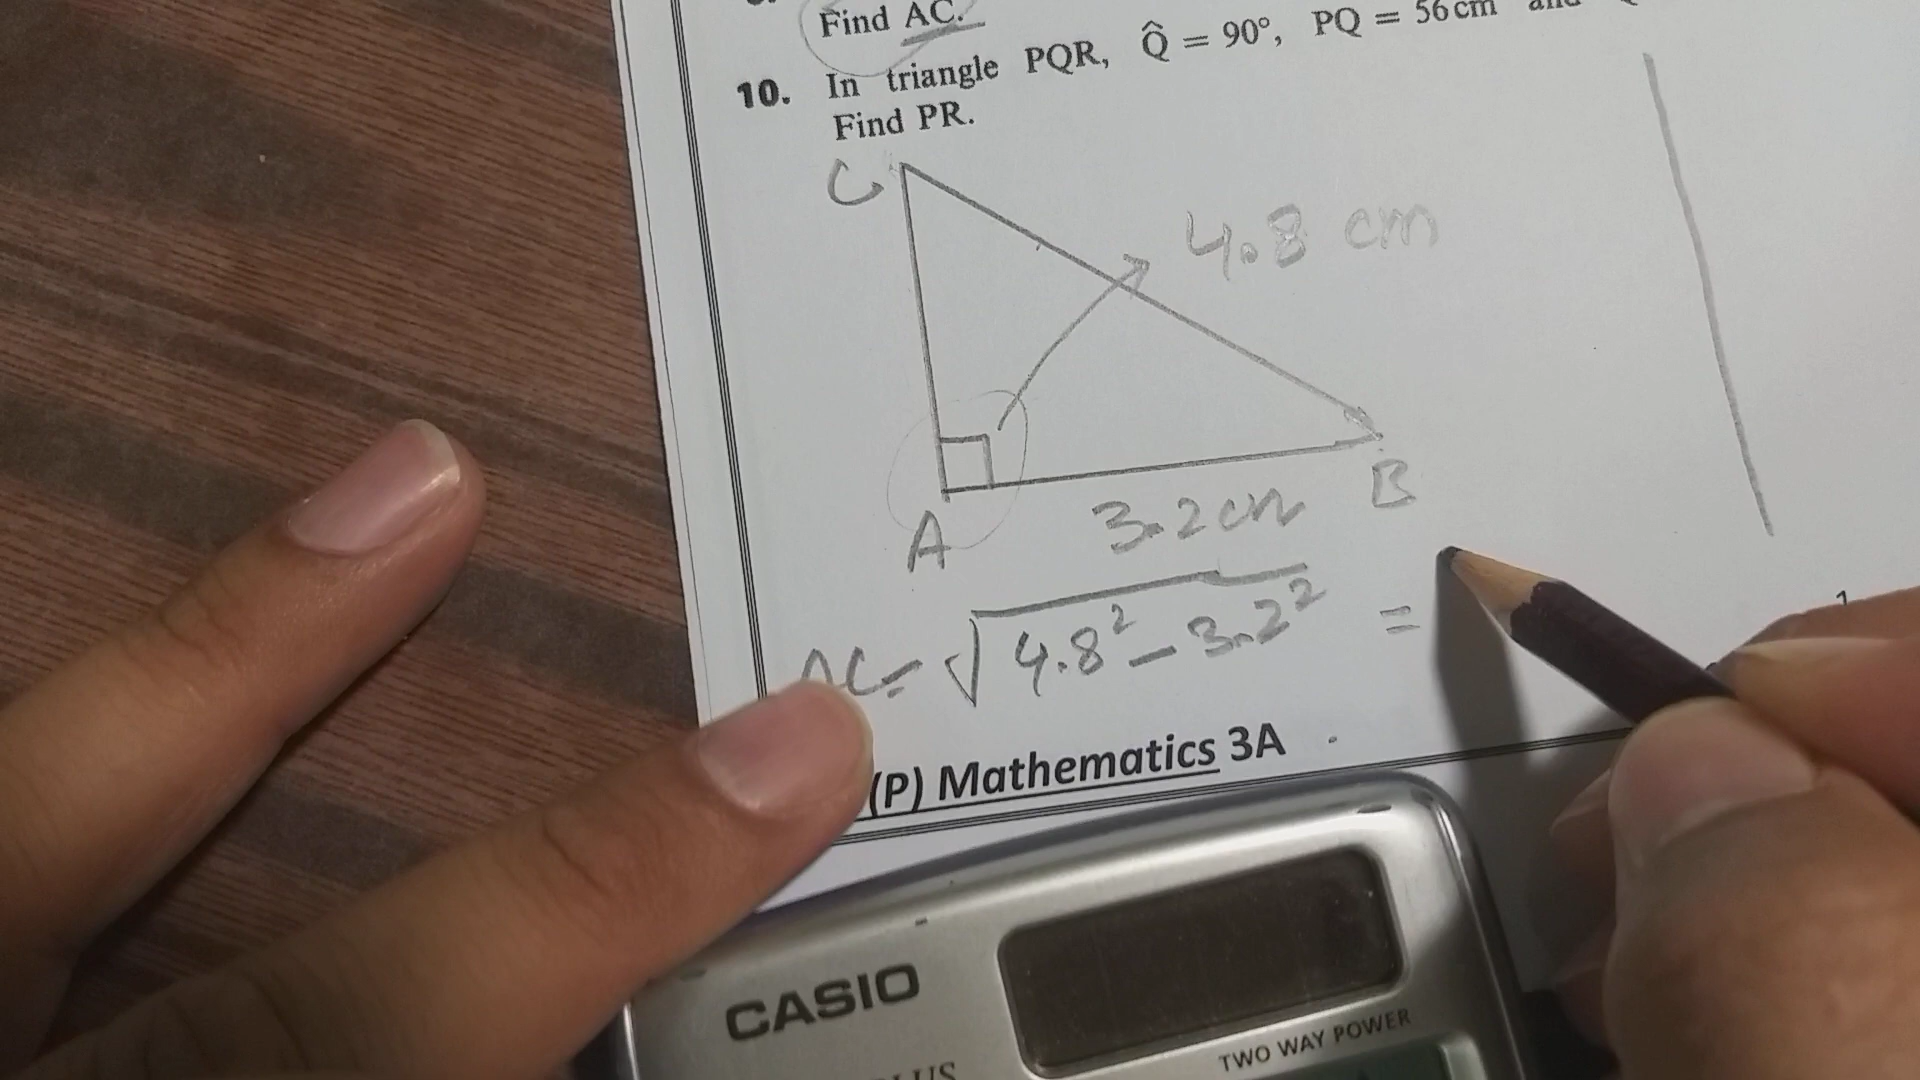 Find AC.
10. In triangle PQR, Q̂ = 90°, PQ = 56 cm and
Find PR.
C
4.8 cm
B
3.2 cm
A
AC = √4.8² - 3.2² =
(P) Mathematics 3A
CASIO
TWO WAY POWER